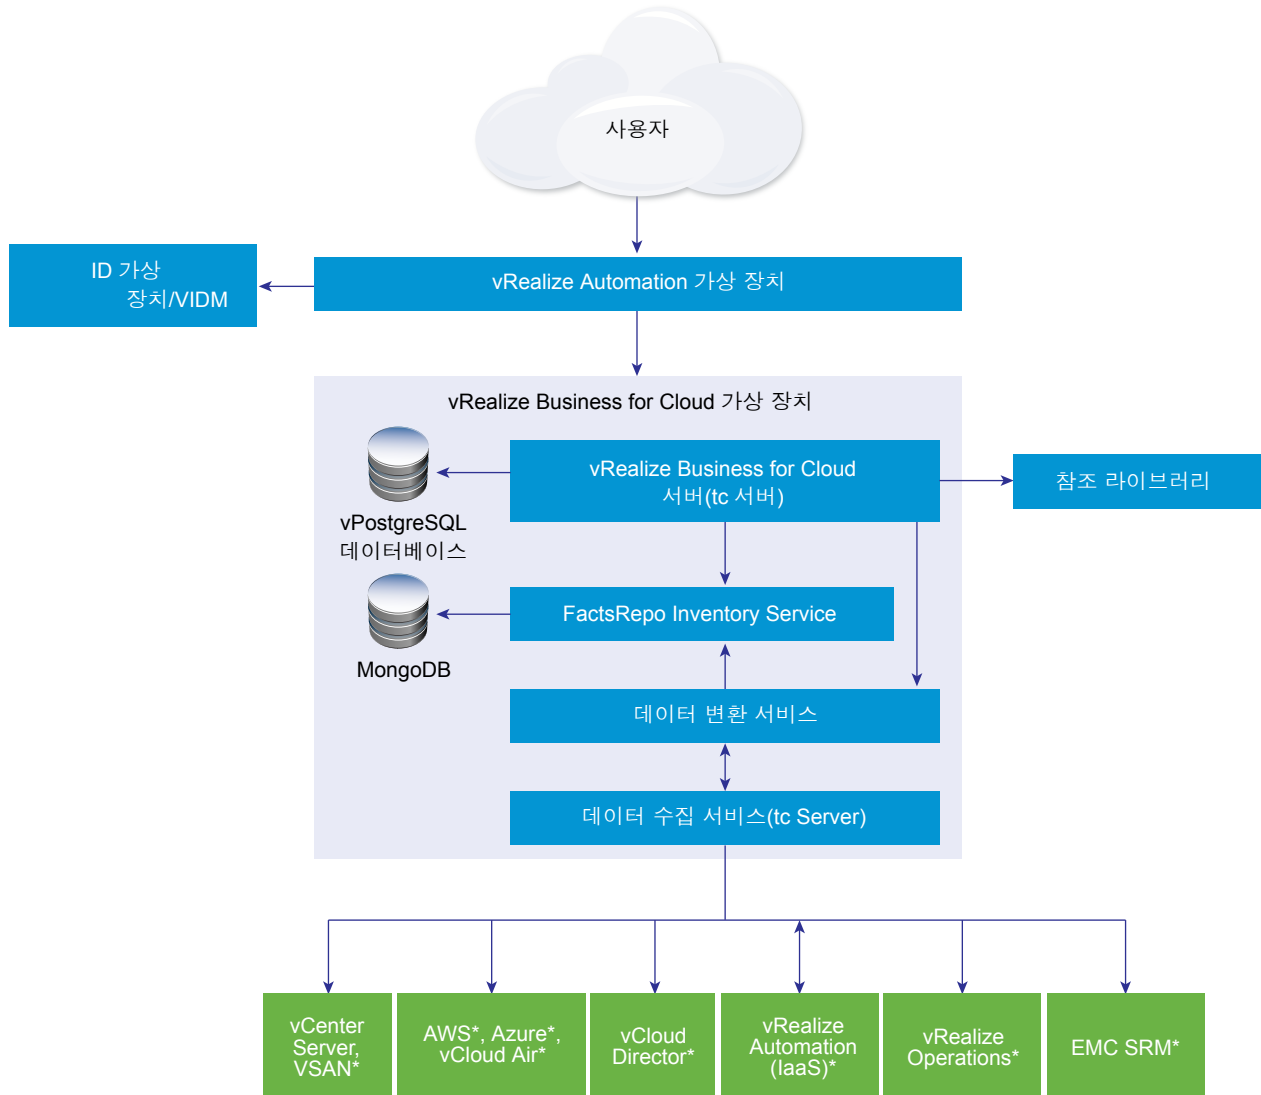 사용자
ID 가상
장치/VIDM
vRealize Automation 가상 장치
vRealize Business for Cloud 가상 장치
vRealize Business for Cloud
서버(tc 서버)
참조 라이브러리
vPostgreSQL
데이터베이스
FactsRepo Inventory Service
MongoDB
데이터 변환 서비스
데이터 수집 서비스(tc Server)
vCenter
Server,
VSAN*
AWS*, Azure*,
vCloud Air*
vCloud
Director*
vRealize
Automation
(IaaS)*
vRealize
Operations*
EMC SRM*